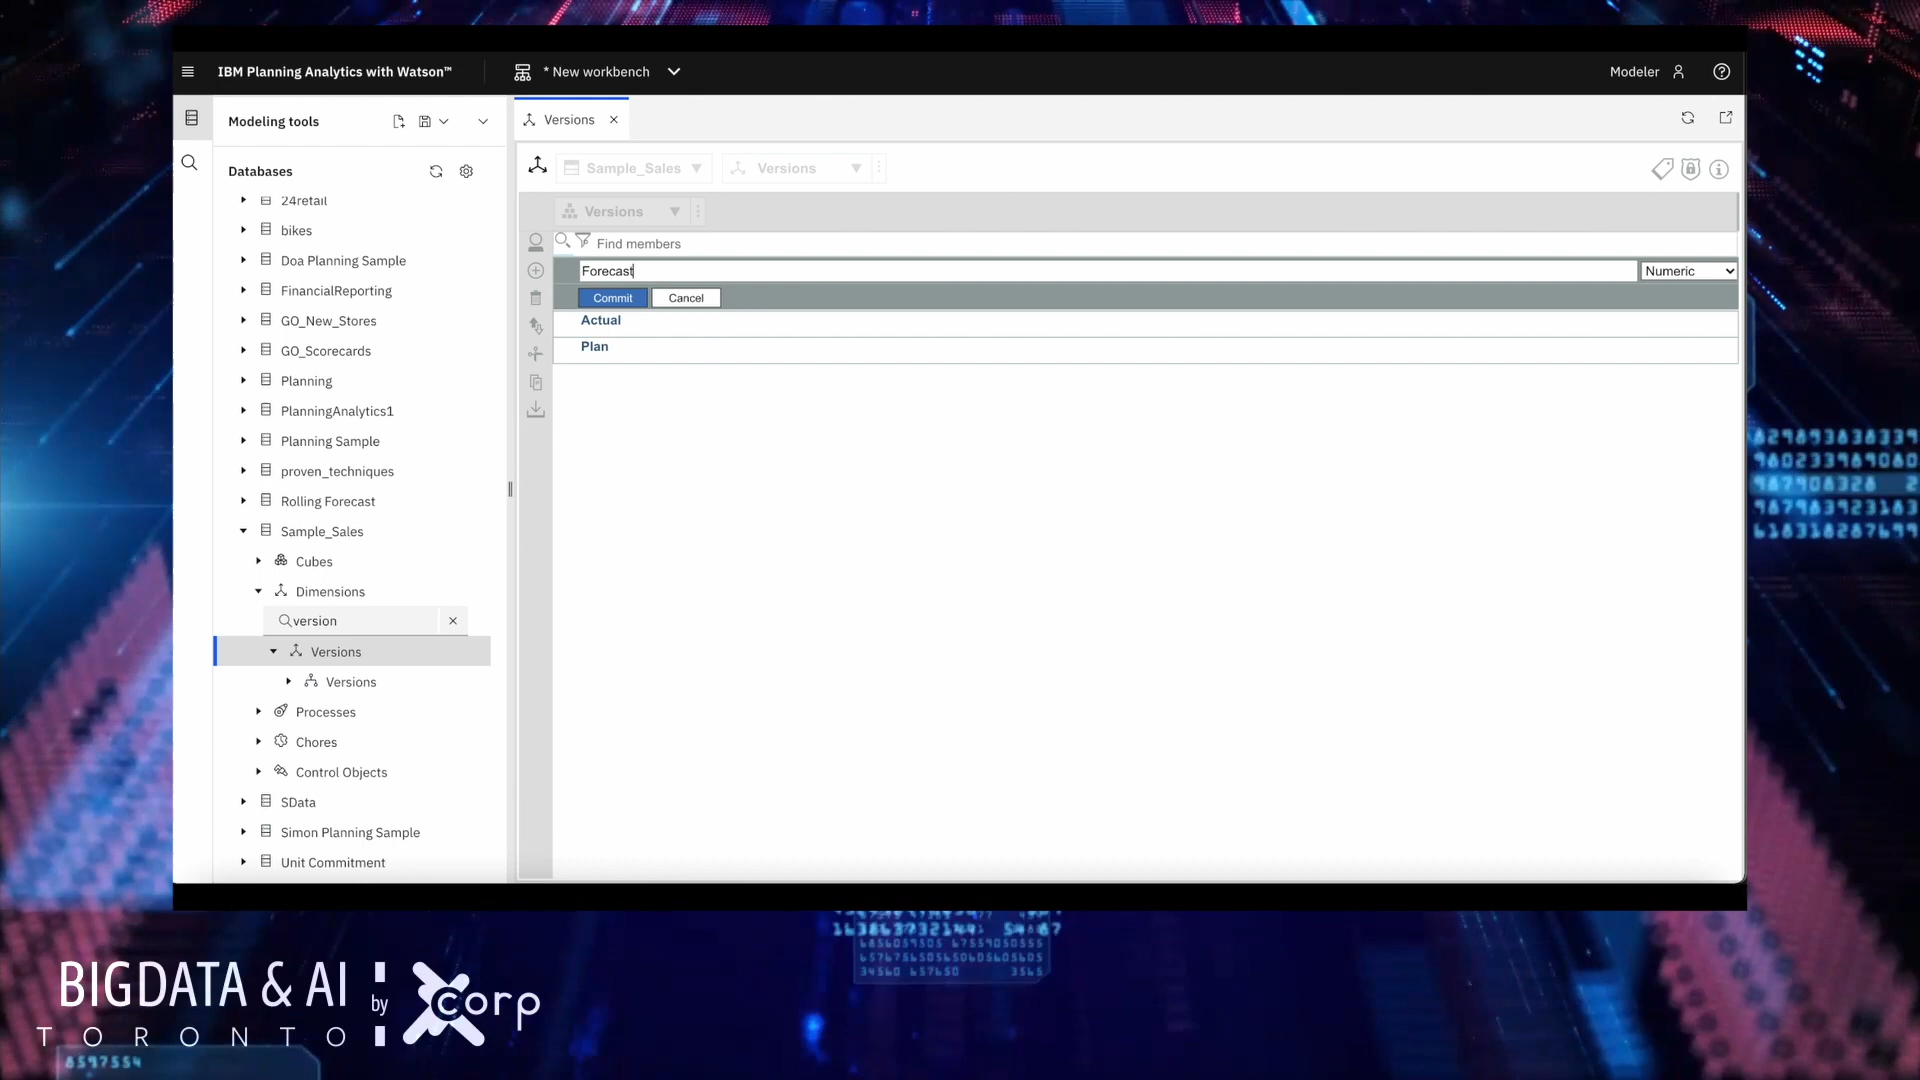 IBM Planning Analytics with Watson™
* New workbench
Modeler
Modeling tools
Versions
Databases
Sample_Sales
Versions
Versions
Find members
Forecast
Numeric
Commit
Cancel
Actual
Plan
24retail
bikes
Doa Planning Sample
FinancialReporting
GO_New_Stores
GO_Scorecards
Planning
PlanningAnalytics1
Planning Sample
proven_techniques
Rolling Forecast
Sample_Sales
Cubes
Dimensions
version
Versions
Versions
Processes
Chores
Control Objects
SData
Simon Planning Sample
Unit Commitment
BIGDATA & AI
TORONTO
by
xcorp
8597554